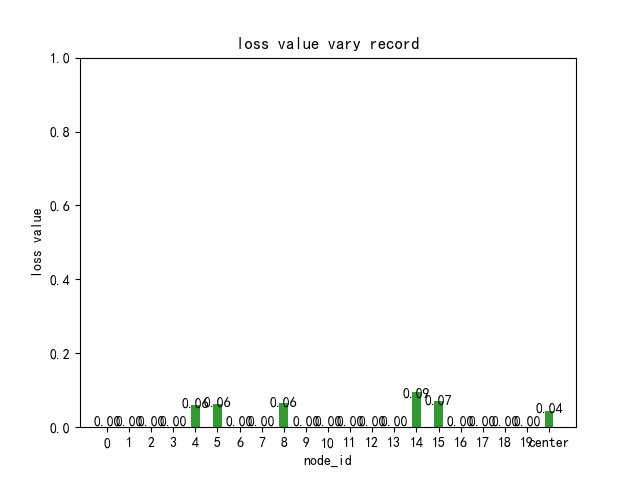 loss value vary record
1.0
0.8
0.6
0.4
0.2
0.0
loss value
0.00 0.00 0.00 0.00 0.06 0.06 0.00 0.00 0.06 0.00 0.00 0.00 0.00 0.00 0.09 0.07 0.00 0.00 0.00 0.00 0.04
0 1 2 3 4 5 6 7 8 9 10 11 12 13 14 15 16 17 18 19 center
node_id